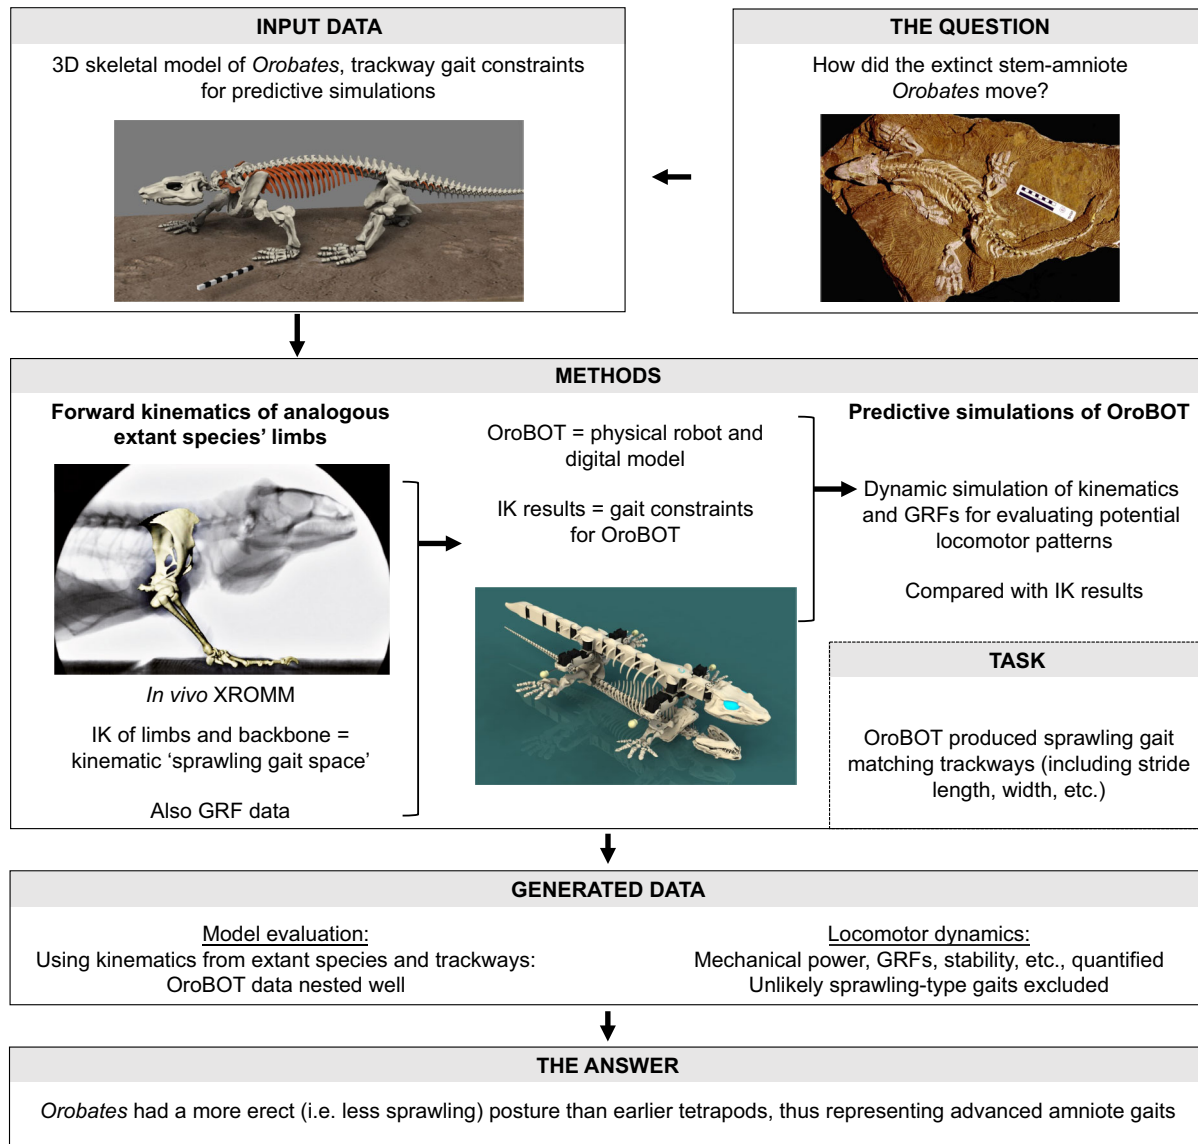 INPUT DATA
3D skeletal model of Orobates, trackway gait constraints
for predictive simulations
THE QUESTION
How did the extinct stem-amniote
Orobates move?
METHODS
Forward kinematics of analogous
extant species’ limbs
In vivo XROMM
IK of limbs and backbone =
kinematic ‘sprawling gait space’
Also GRF data
OroBOT = physical robot and
digital model
IK results = gait constraints
for OroBOT
Predictive simulations of OroBOT
Dynamic simulation of kinematics
and GRFs for evaluating potential
locomotor patterns
Compared with IK results
TASK
OroBOT produced sprawling gait
matching trackways (including stride
length, width, etc.)
GENERATED DATA
Model evaluation:
Using kinematics from extant species and trackways:
OroBOT data nested well
Locomotor dynamics:
Mechanical power, GRFs, stability, etc., quantified
Unlikely sprawling-type gaits excluded
THE ANSWER
Orobates had a more erect (i.e. less sprawling) posture than earlier tetrapods, thus representing advanced amniote gaits